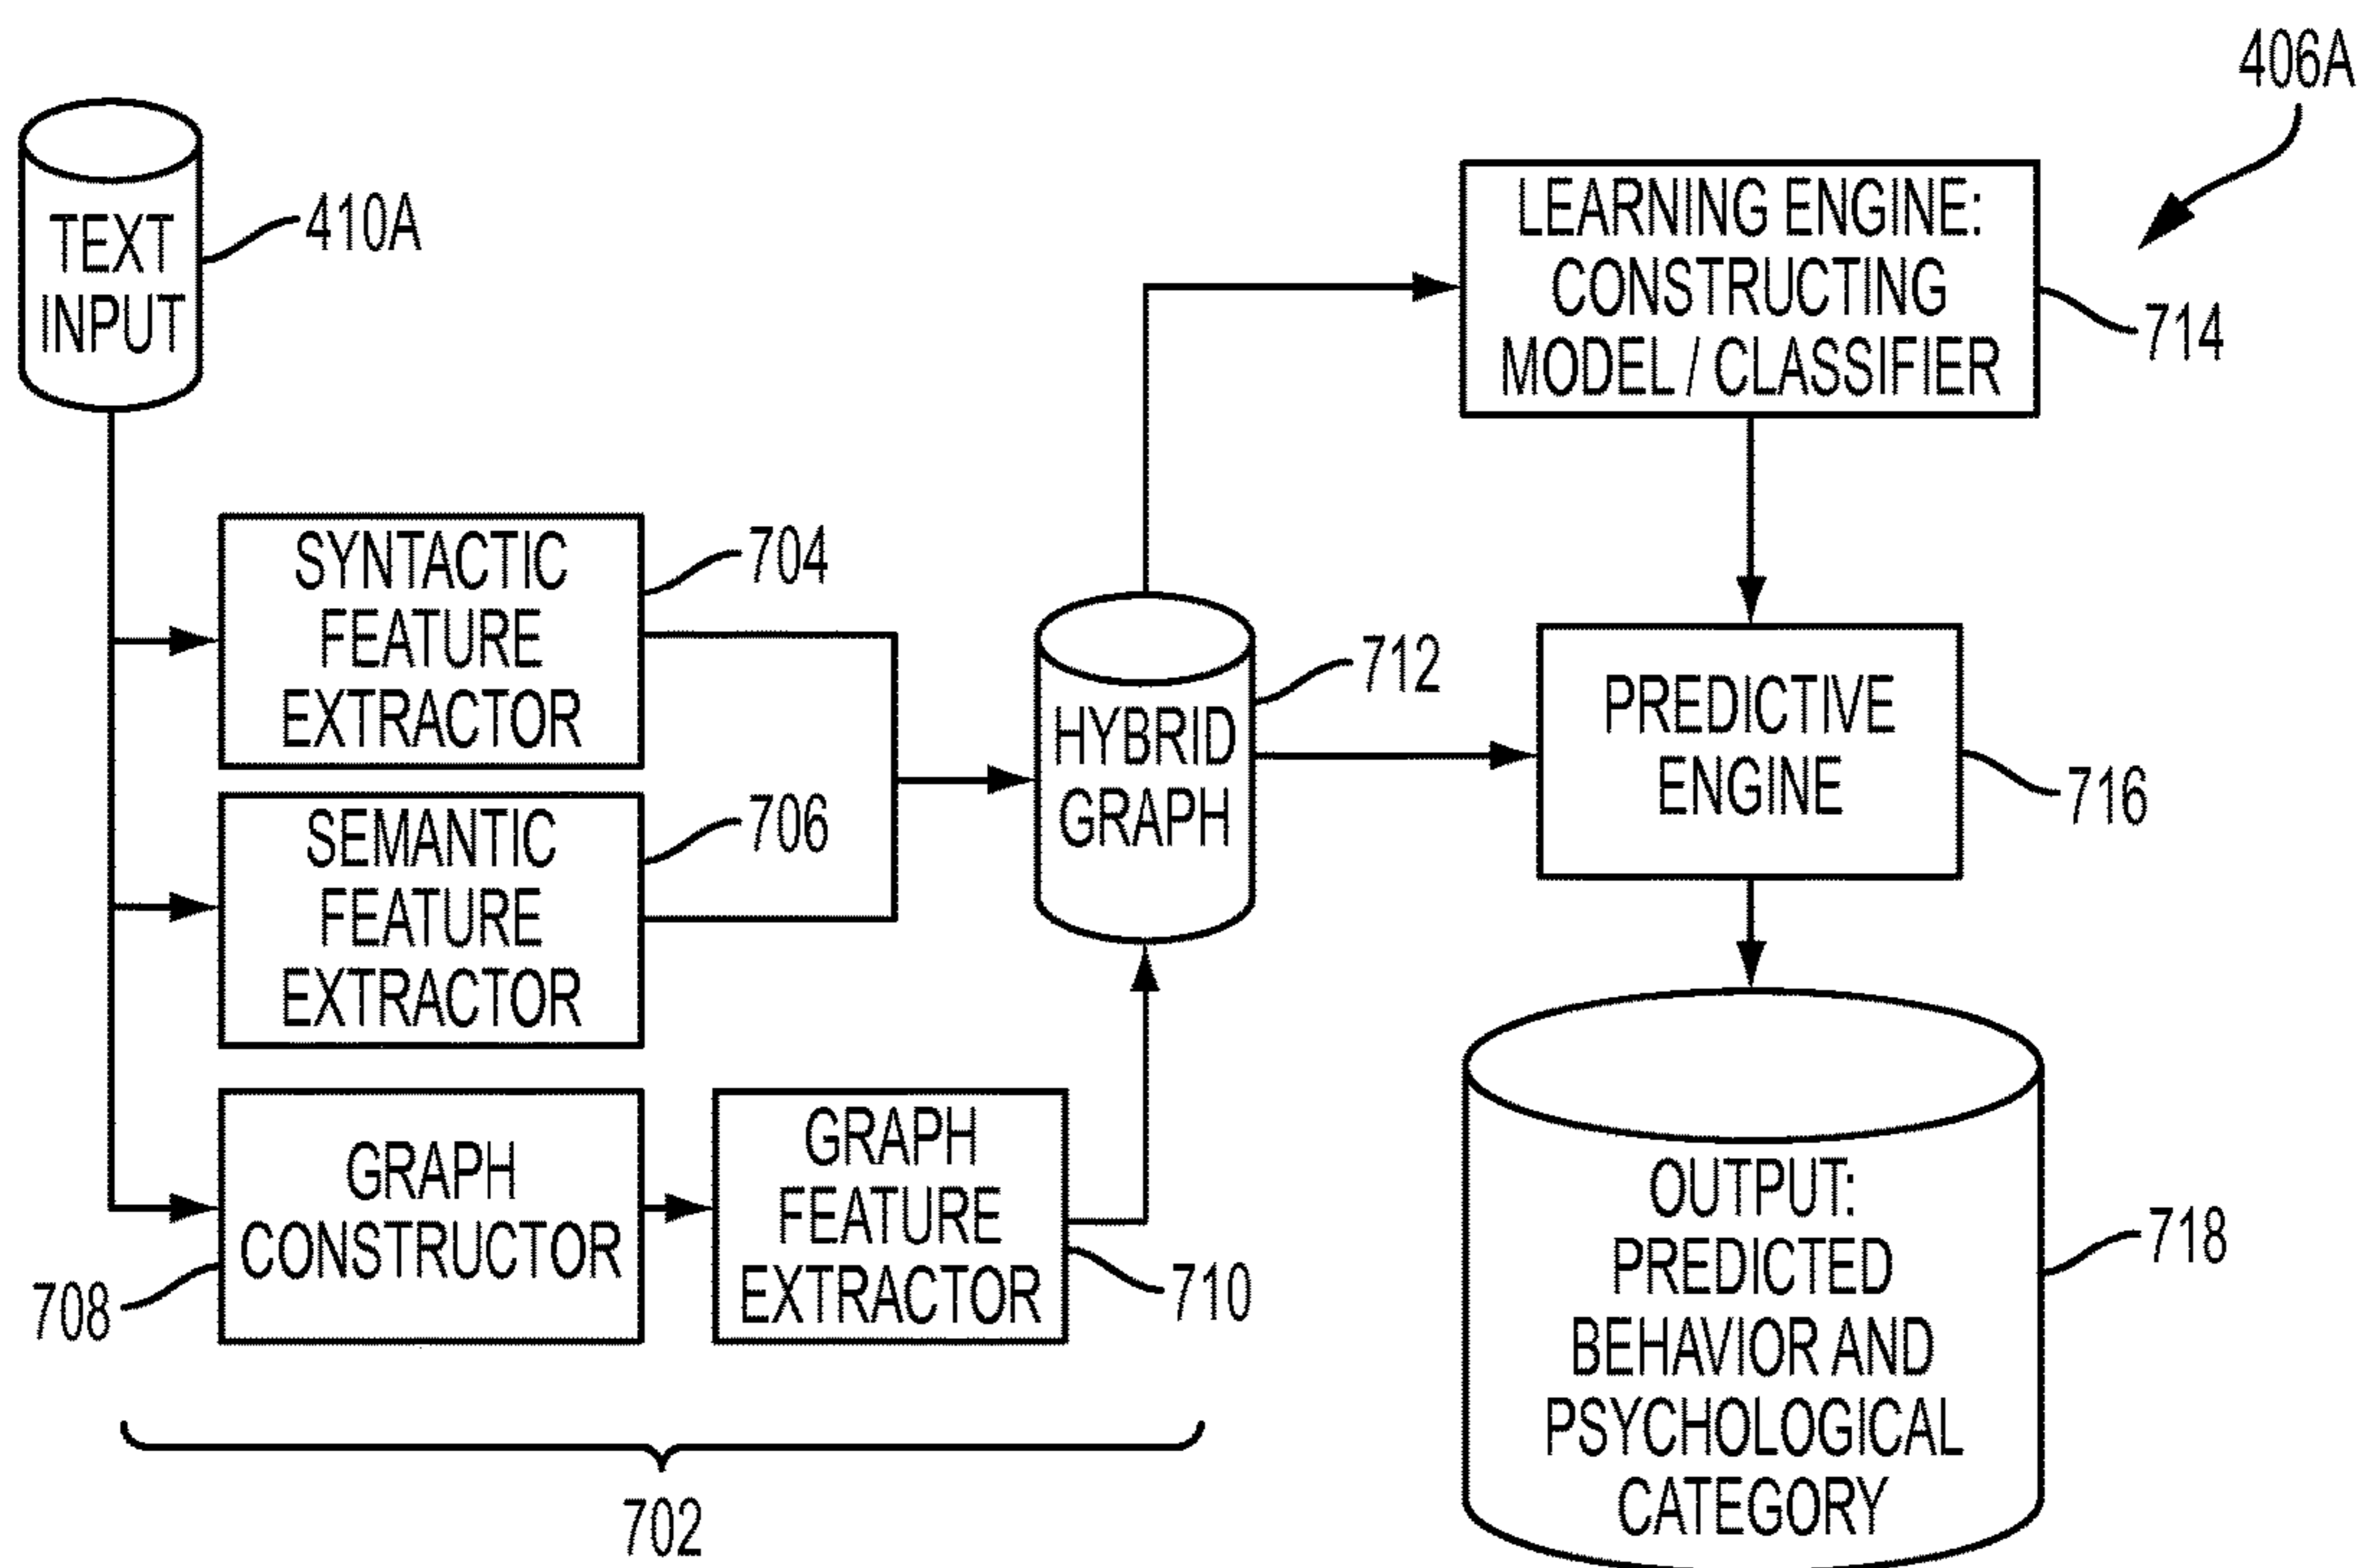 406A
TEXT
INPUT
410A
LEARNING ENGINE:
CONSTRUCTING
MODEL / CLASSIFIER
714
SYNTACTIC
FEATURE
EXTRACTOR
704
SEMANTIC
FEATURE
EXTRACTOR
706
HYBRID
GRAPH
712
PREDICTIVE
ENGINE
716
GRAPH
CONSTRUCTOR
708
GRAPH
FEATURE
EXTRACTOR
710
OUTPUT:
PREDICTED
BEHAVIOR AND
PSYCHOLOGICAL
CATEGORY
718
702